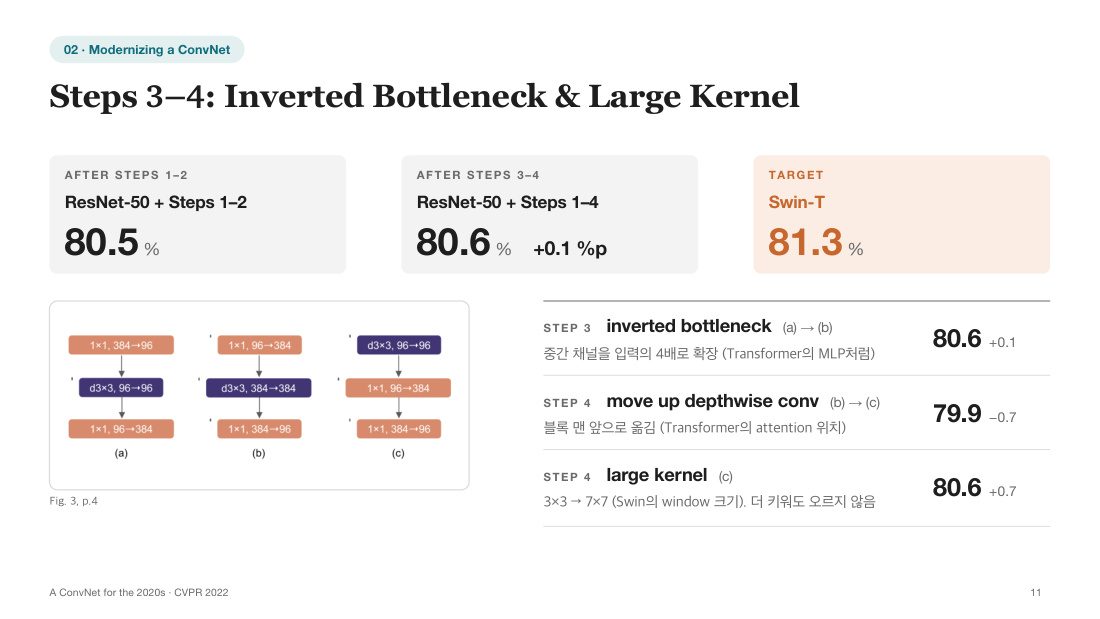 02 · Modernizing a ConvNet
Steps 3–4: Inverted Bottleneck & Large Kernel
AFTER STEPS 1–2
ResNet-50 + Steps 1–2
80.5 %
AFTER STEPS 3–4
ResNet-50 + Steps 1–4
80.6 % +0.1 %p
TARGET
Swin-T
81.3 %
1×1, 384→96
d3×3, 96→96
1×1, 96→384
(a)
1×1, 96→384
d3×3, 384→384
1×1, 384→96
(b)
d3×3, 96→96
1×1, 96→384
1×1, 384→96
(c)
Fig. 3, p.4
STEP 3 inverted bottleneck (a) → (b)
중간 채널을 입력의 4배로 확장 (Transformer의 MLP처럼)
80.6 +0.1
STEP 4 move up depthwise conv (b) → (c)
블록 맨 앞으로 옮김 (Transformer의 attention 위치)
79.9 −0.7
STEP 4 large kernel (c)
3×3 → 7×7 (Swin의 window 크기). 더 키워도 오르지 않음
80.6 +0.7
A ConvNet for the 2020s · CVPR 2022
11